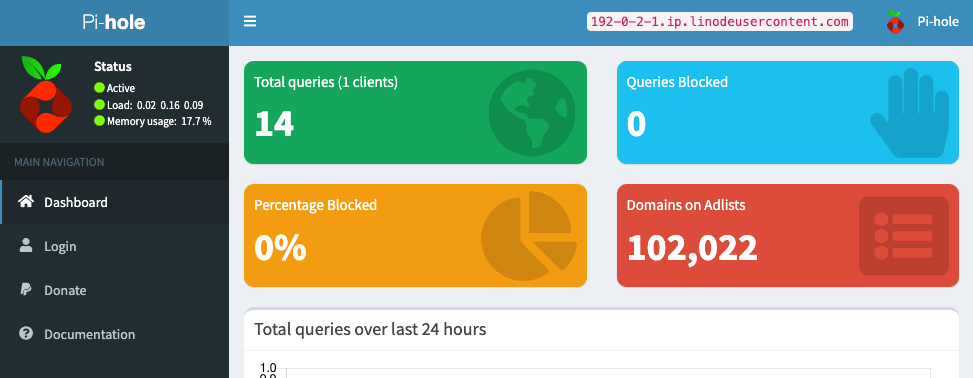 Pi-hole
192-0-2-1.ip.linodeusercontent.com
Pi-hole
Status
Active
Load: 0.02 0.16 0.09
Memory usage: 17.7 %
MAIN NAVIGATION
Dashboard
Login
Donate
Documentation
Total queries (1 clients)
14
Queries Blocked
0
Percentage Blocked
0%
Domains on Adlists
102,022
Total queries over last 24 hours
1.0